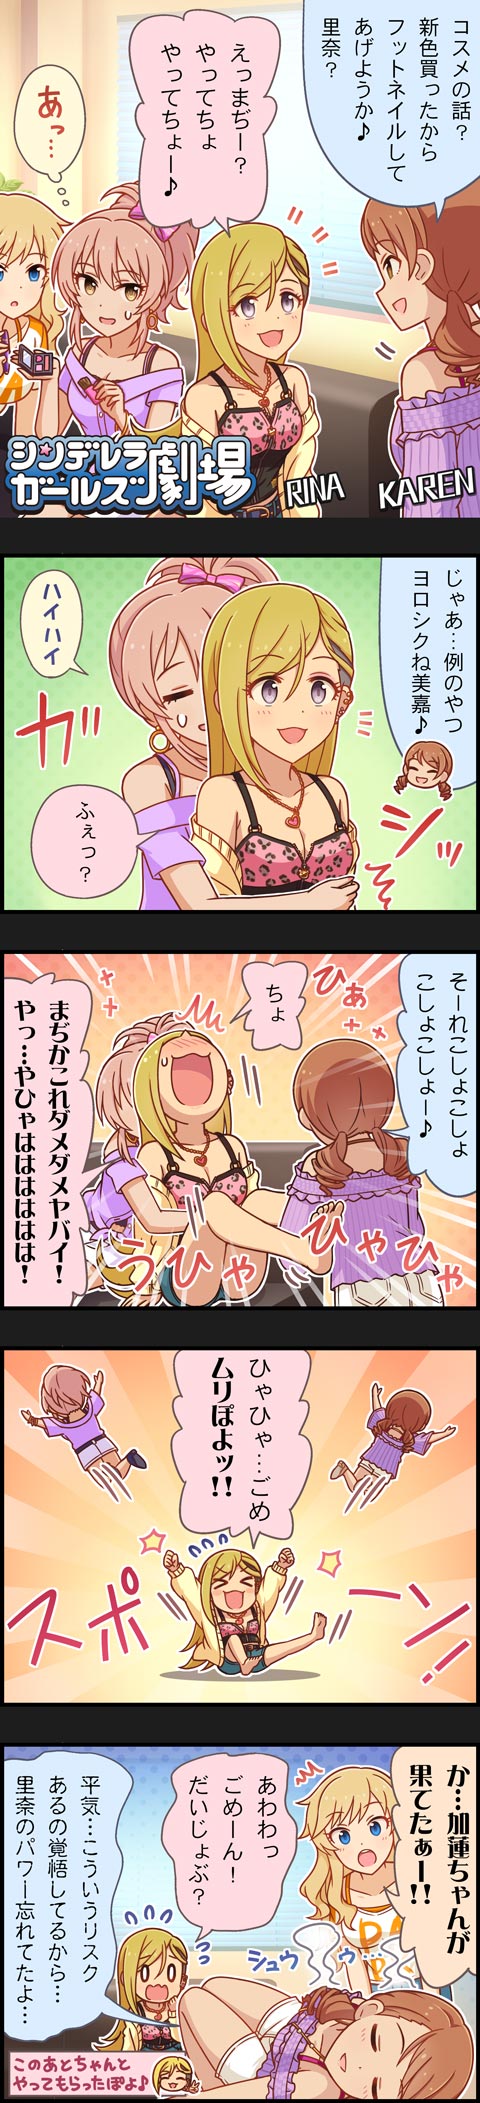 コスメの話？
新色買ったから
フットネイルして
あげようか♪
里奈？
えっまぢー？
やってちょ
やってちょー♪
あっ…
シンデレラ
ガールズ劇場
RINA
KAREN
じゃあ…例のやつ
ヨロシクね美嘉♪
ハイハイ
ガシッ
ふぇっ？
そーれこしょこしょ
こしょこしょー♪
ちょ
ひぁ
まぢかこれダメダメヤバイ！
やっ…やひゃははははははは！
うひゃひゃひゃ
ひゃひゃ…ごめ
ムリぽよッ!!
スポーン!
か…加蓮ちゃんが
果てたぁー!!
あわわっ
ごめーん！
だいじょぶ？
平気…こういうリスク
あるの覚悟してるから…
里奈のパワー忘れてたよ…
シュウゥ…
このあとちゃんと
やってもらったぽよ♪